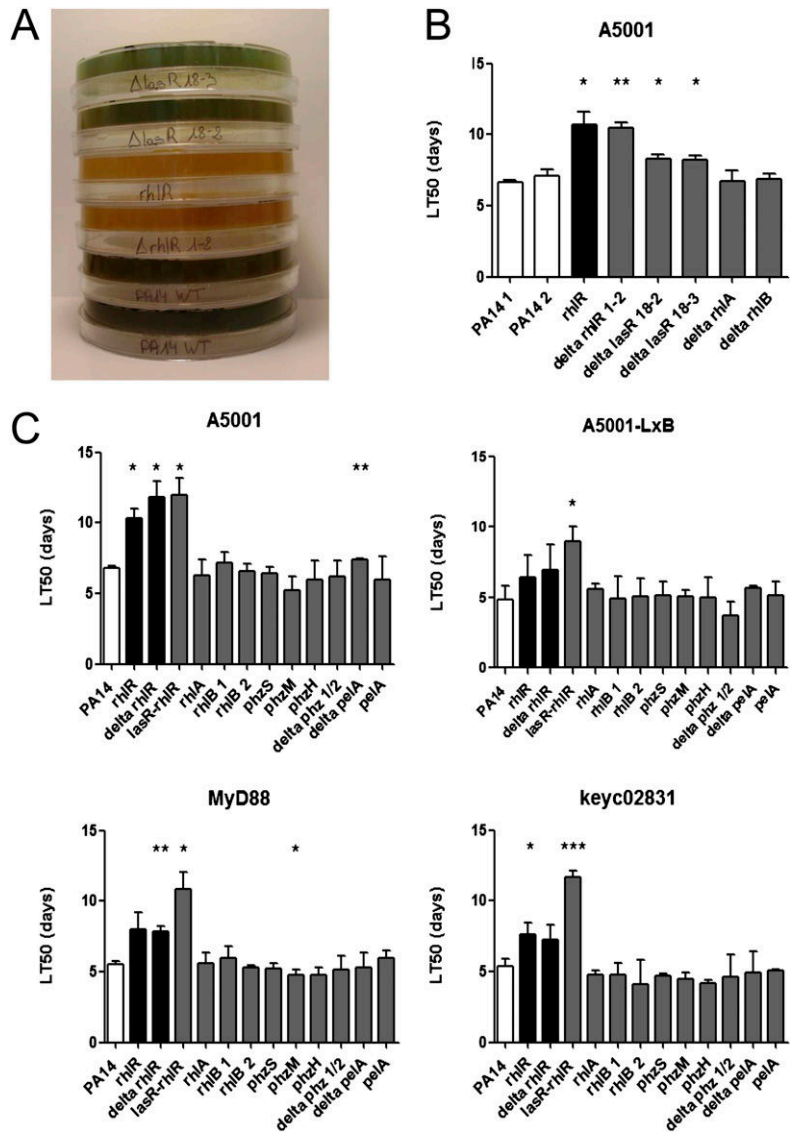 A
ΔlasR 18-3
ΔlasR 18-2
rhlR
ΔrhlR 1-2
PA14 WT
PA14 WT
B
A5001
LT50 (days)
15
10
5
0
* ** * *
PA14 1
PA14 2
rhlR
delta rhlR 1-2
delta lasR 18-2
delta lasR 18-3
delta rhlA
delta rhlB
C
A5001
LT50 (days)
15
10
5
0
* * * **
PA14
rhlR
delta rhlR
lasR-rhlR
rhlA
rhlB 1
rhlB 2
phzS
phzM
phzH
delta phz 1/2
delta pelA
pelA
A5001-LxB
LT50 (days)
15
10
5
0
*
PA14
rhlR
delta rhlR
lasR-rhlR
rhlA
rhlB 1
rhlB 2
phzS
phzM
phzH
delta phz 1/2
delta pelA
pelA
MyD88
LT50 (days)
15
10
5
0
** * *
PA14
rhlR
delta rhlR
lasR-rhlR
rhlA
rhlB 1
rhlB 2
phzS
phzM
phzH
delta phz 1/2
delta pelA
pelA
keyc02831
LT50 (days)
15
10
5
0
* ***
PA14
rhlR
delta rhlR
lasR-rhlR
rhlA
rhlB 1
rhlB 2
phzS
phzM
phzH
delta phz 1/2
delta pelA
pelA